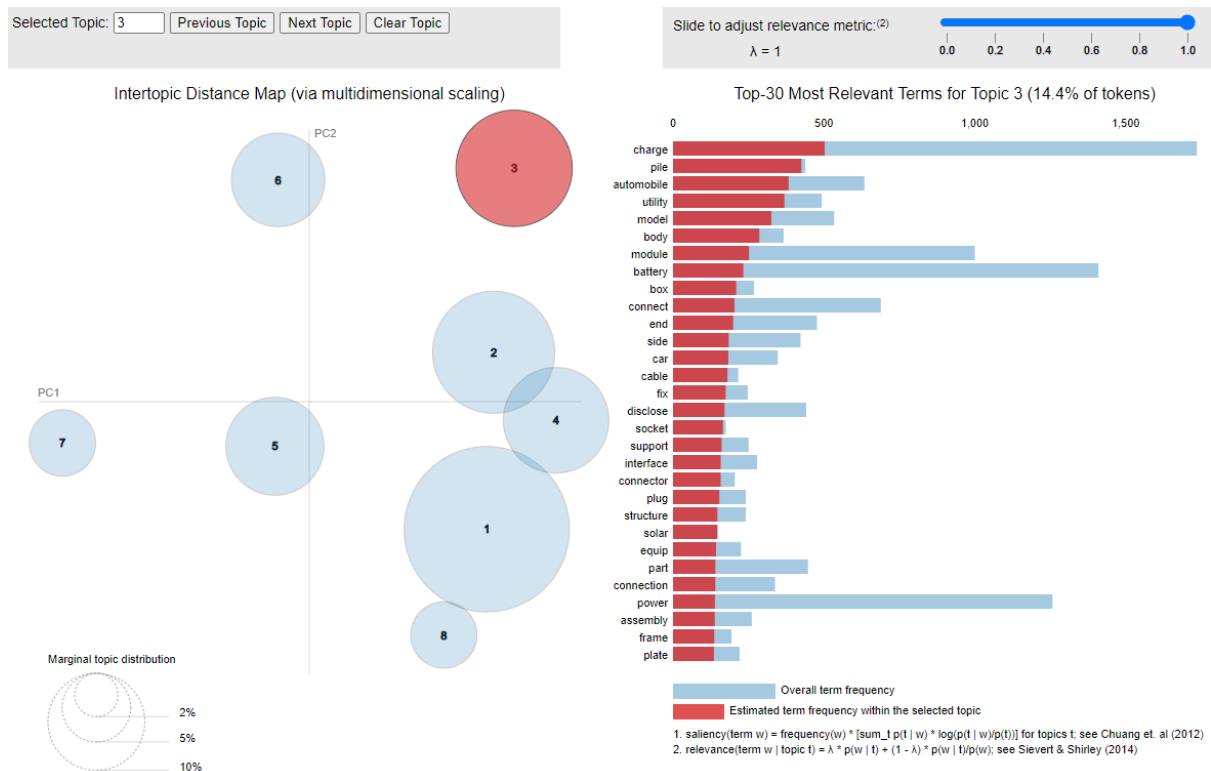 Selected Topic: 3 Previous Topic Next Topic Clear Topic
Slide to adjust relevance metric:(2)
λ = 1
0.0 0.2 0.4 0.6 0.8 1.0
Intertopic Distance Map (via multidimensional scaling)
PC2
PC1
6
3
2
4
7
5
1
8
Marginal topic distribution
2%
5%
10%
Top-30 Most Relevant Terms for Topic 3 (14.4% of tokens)
0 500 1,000 1,500
charge
pile
automobile
utility
model
body
module
battery
box
connect
end
side
car
cable
fix
disclose
socket
support
interface
connector
plug
structure
solar
equip
part
connection
power
assembly
frame
plate
Overall term frequency
Estimated term frequency within the selected topic
1. saliency(term w) = frequency(w) * [sum_t p(t | w) * log(p(t | w)/p(t))] for topics t; see Chuang et. al (2012)
2. relevance(term w | topic t) = λ * p(w | t) + (1 - λ) * p(w | t)/p(w); see Sievert & Shirley (2014)